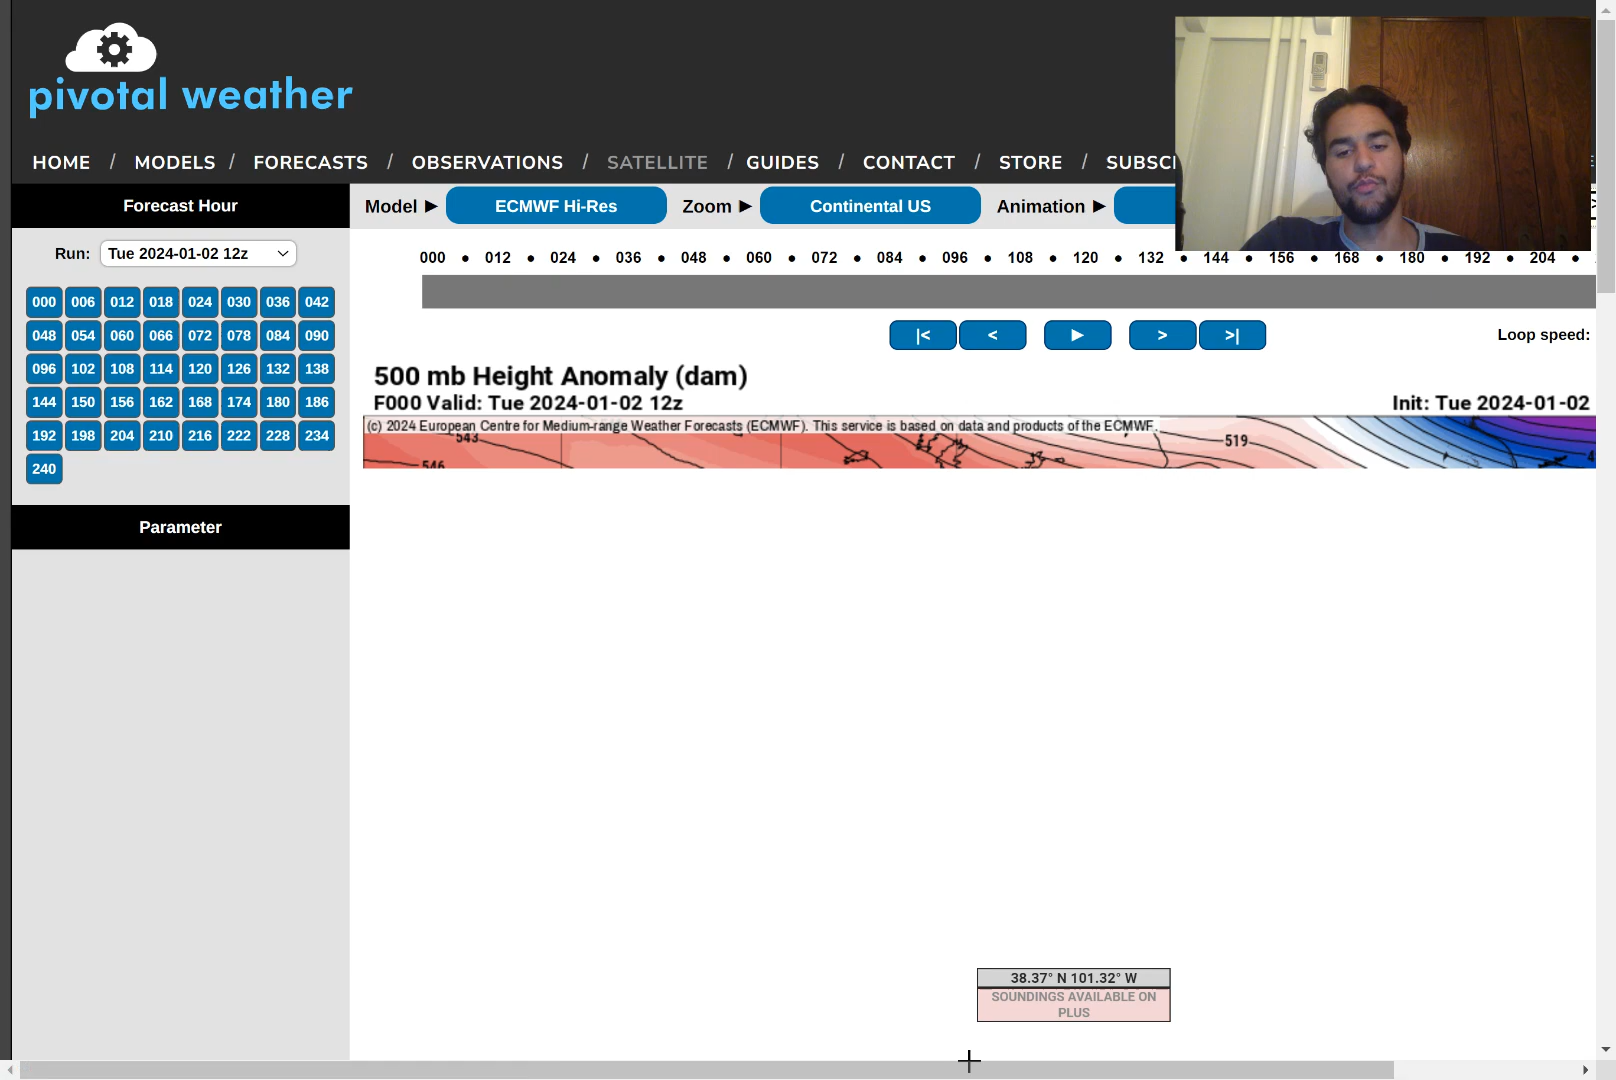 pivotal weather
HOME / MODELS / FORECASTS / OBSERVATIONS / SATELLITE / GUIDES / CONTACT / STORE / SUBSCI
Forecast Hour
Model ► ECMWF Hi-Res Zoom ► Continental US Animation ►
Run: Tue 2024-01-02 12z
000 • 012 • 024 • 036 • 048 • 060 • 072 • 084 • 096 • 108 • 120 • 132 • 144 • 156 • 168 • 180 • 192 • 204 •
000 006 012 018 024 030 036 042
048 054 060 066 072 078 084 090
096 102 108 114 120 126 132 138
144 150 156 162 168 174 180 186
192 198 204 210 216 222 228 234
240
|< < ► > >| Loop speed:
500 mb Height Anomaly (dam)
F000 Valid: Tue 2024-01-02 12z Init: Tue 2024-01-02
(c) 2024 European Centre for Medium-range Weather Forecasts (ECMWF). This service is based on data and products of the ECMWF.
543 519
546 4
Parameter
38.37° N 101.32° W
SOUNDINGS AVAILABLE ON
PLUS